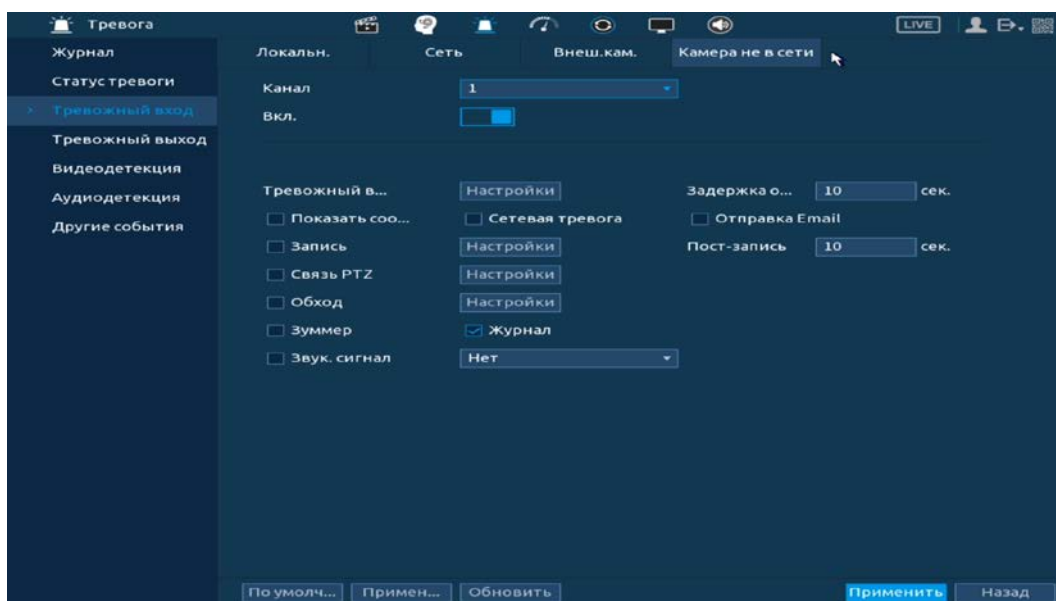 Тревога
LIVE
Журнал
Статус тревоги
Тревожный вход
Тревожный выход
Видеодетекция
Аудиодетекция
Другие события
Локальн. Сеть Внеш.кам. Камера не в сети
Канал 1
Вкл.
Тревожный в... Настройки Задержка о... 10 сек.
Показать соо... Сетевая тревога Отправка Email
Запись Настройки Пост-запись 10 сек.
Связь PTZ Настройки
Обход Настройки
Зуммер Журнал
Звук. сигнал Нет
По умолч... Примен... Обновить Применить Назад